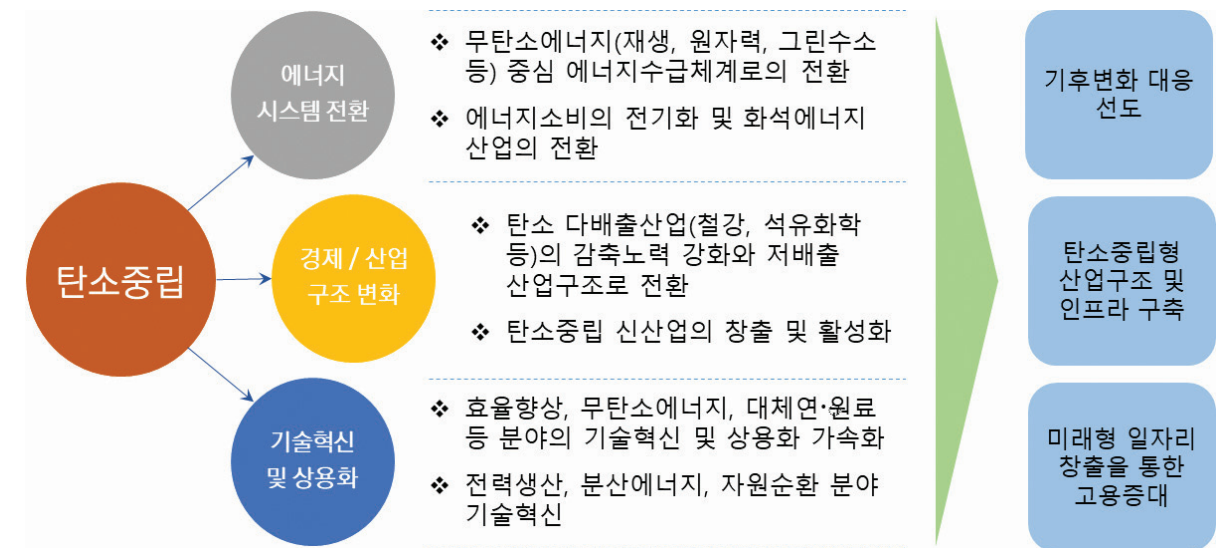 탄소중립
에너지
시스템 전환
❖ 무탄소에너지(재생, 원자력, 그린수소
등) 중심 에너지수급체계로의 전환
❖ 에너지소비의 전기화 및 화석에너지
산업의 전환
경제 / 산업
구조 변화
❖ 탄소 다배출산업(철강, 석유화학
등)의 감축노력 강화와 저배출
산업구조로 전환
❖ 탄소중립 신산업의 창출 및 활성화
기술혁신
및 상용화
❖ 효율향상, 무탄소에너지, 대체연·원료
등 분야의 기술혁신 및 상용화 가속화
❖ 전력생산, 분산에너지, 자원순환 분야
기술혁신
기후변화 대응
선도
탄소중립형
산업구조 및
인프라 구축
미래형 일자리
창출을 통한
고용증대